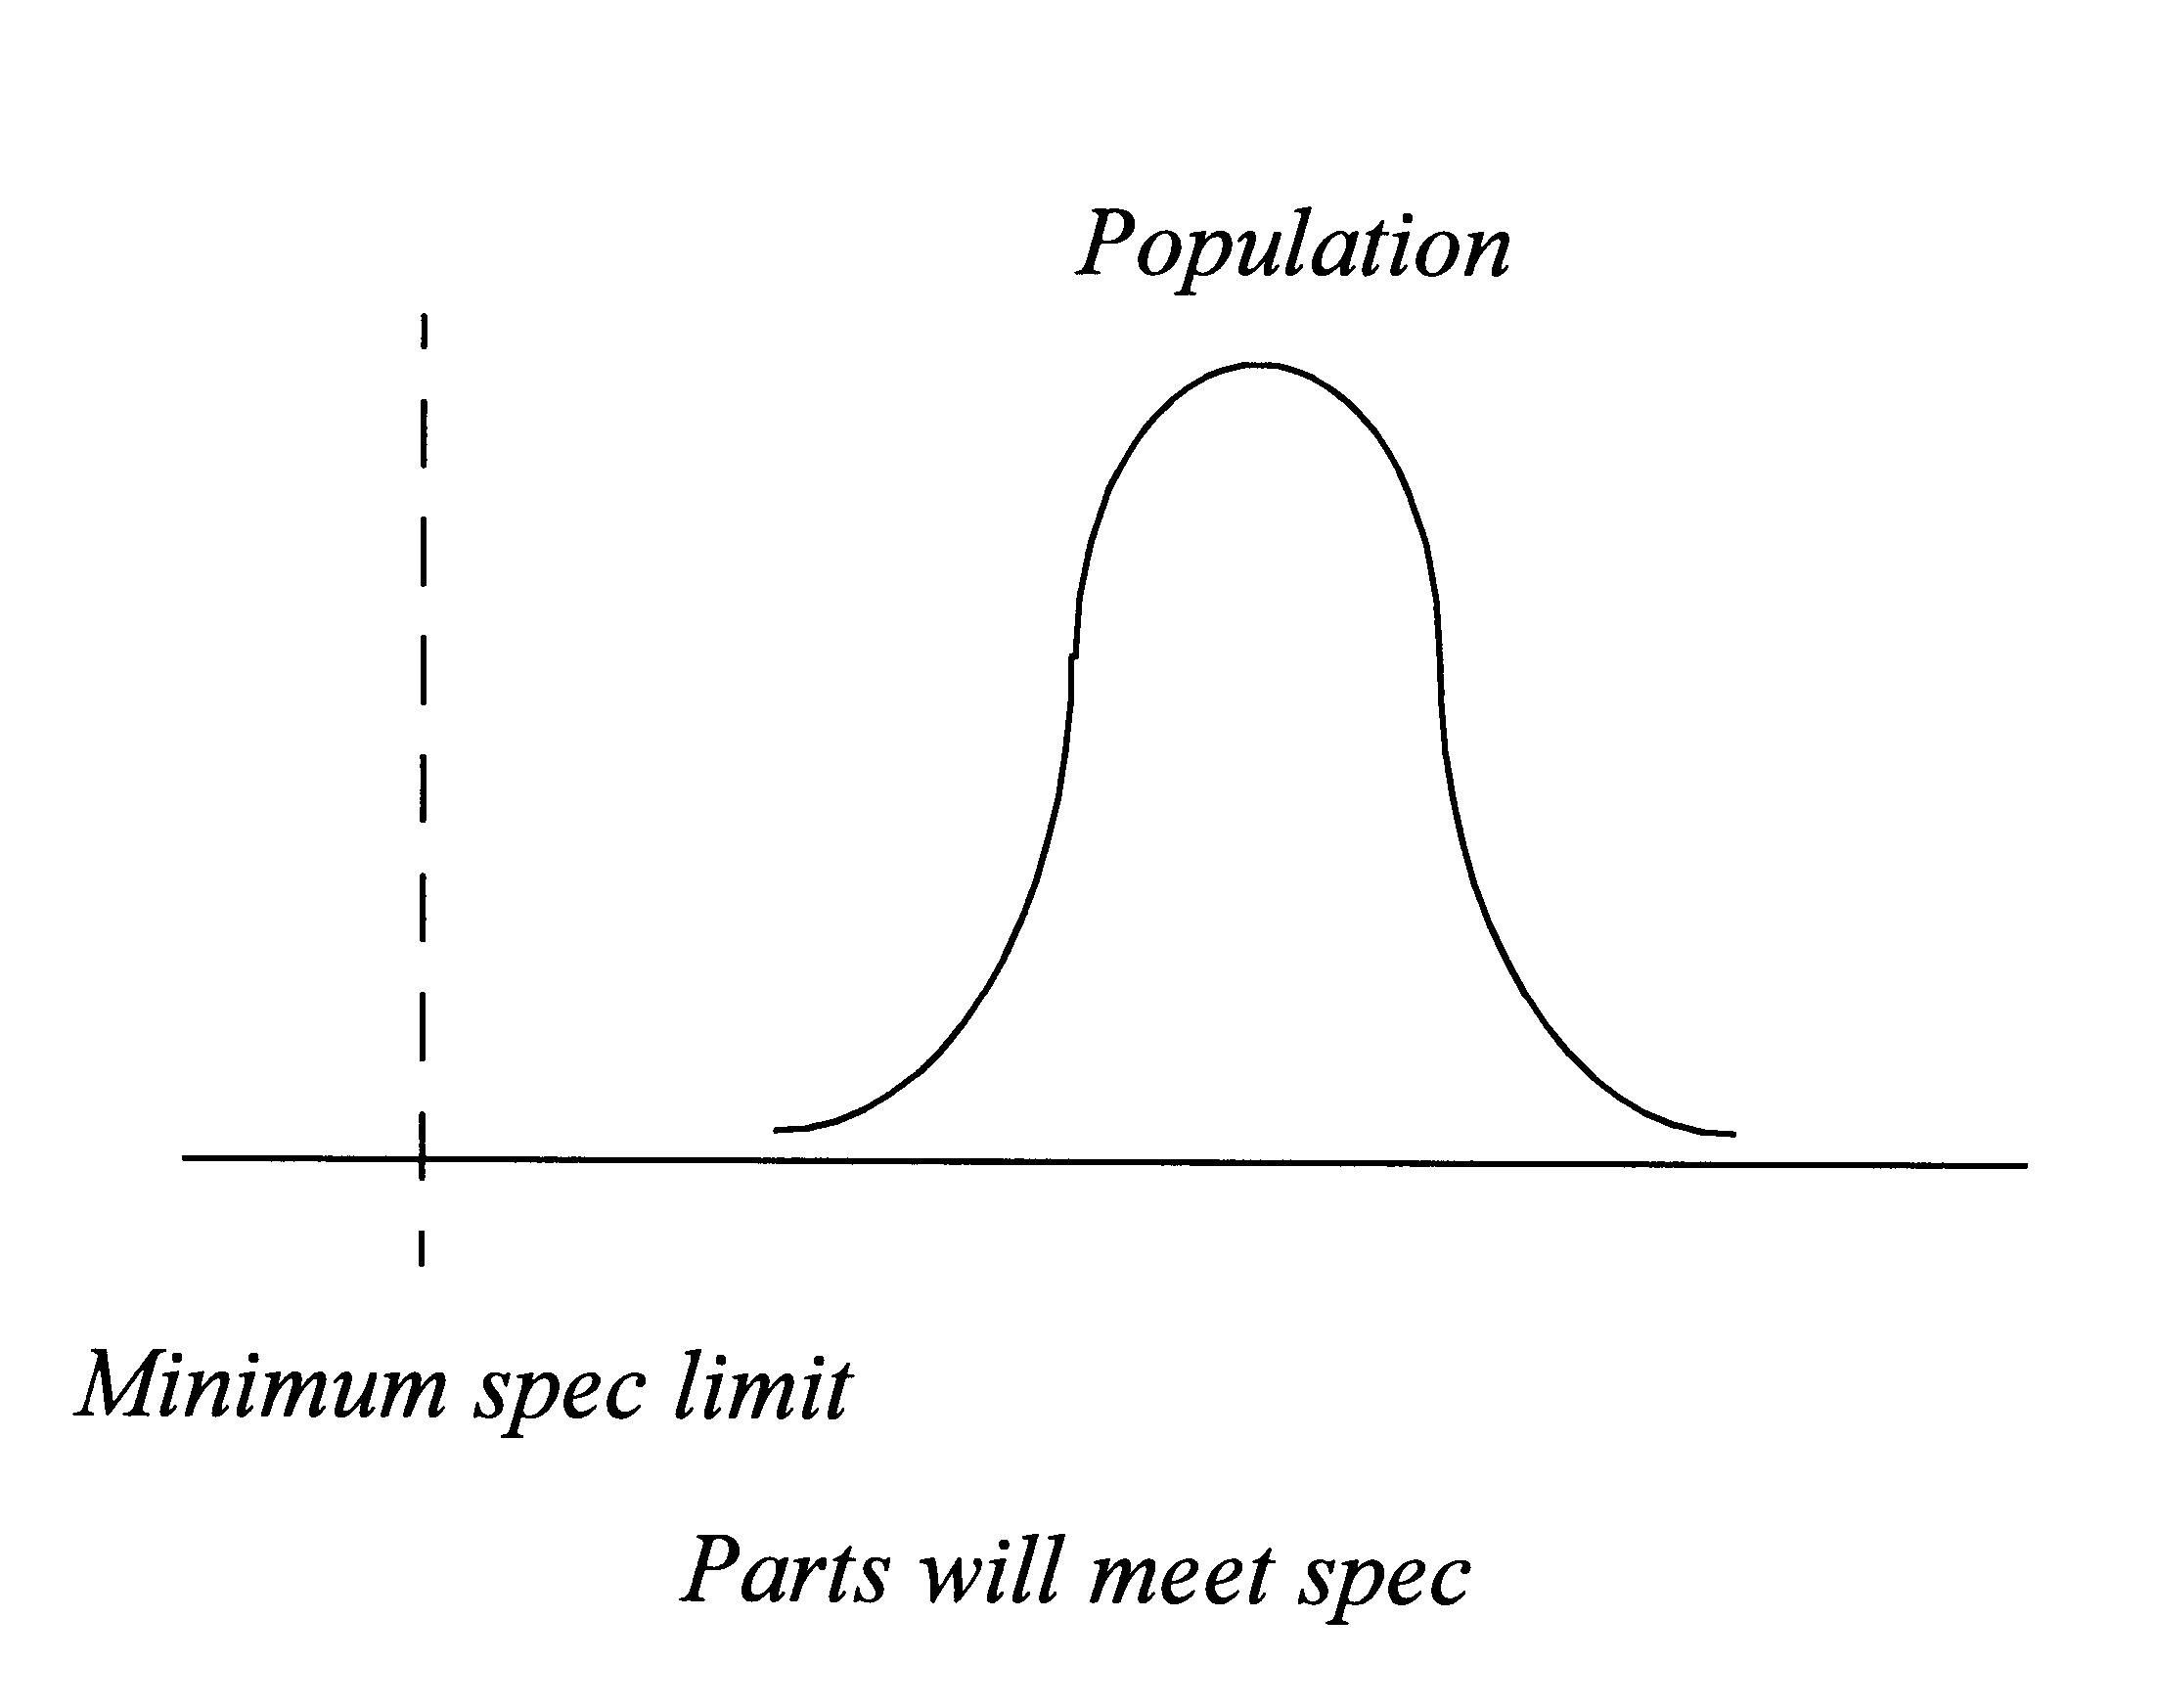 Population
Minimum spec limit
Parts will meet spec